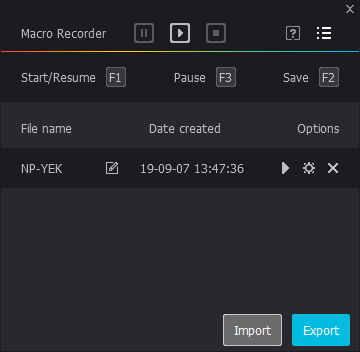 Macro Recorder ?
Start/Resume F1 Pause F3 Save F2
File name Date created Options
NP-YEK 19-09-07 13:47:36
Import Export